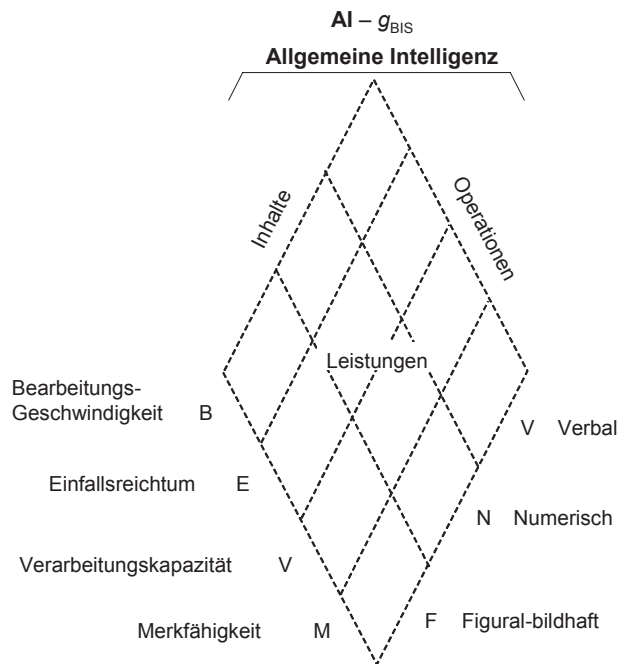 AI – gBIS
Allgemeine Intelligenz
Inhalte
Operationen
Leistungen
Bearbeitungs-
Geschwindigkeit B
V Verbal
Einfallsreichtum E
N Numerisch
Verarbeitungskapazität V
F Figural-bildhaft
Merkfähigkeit M